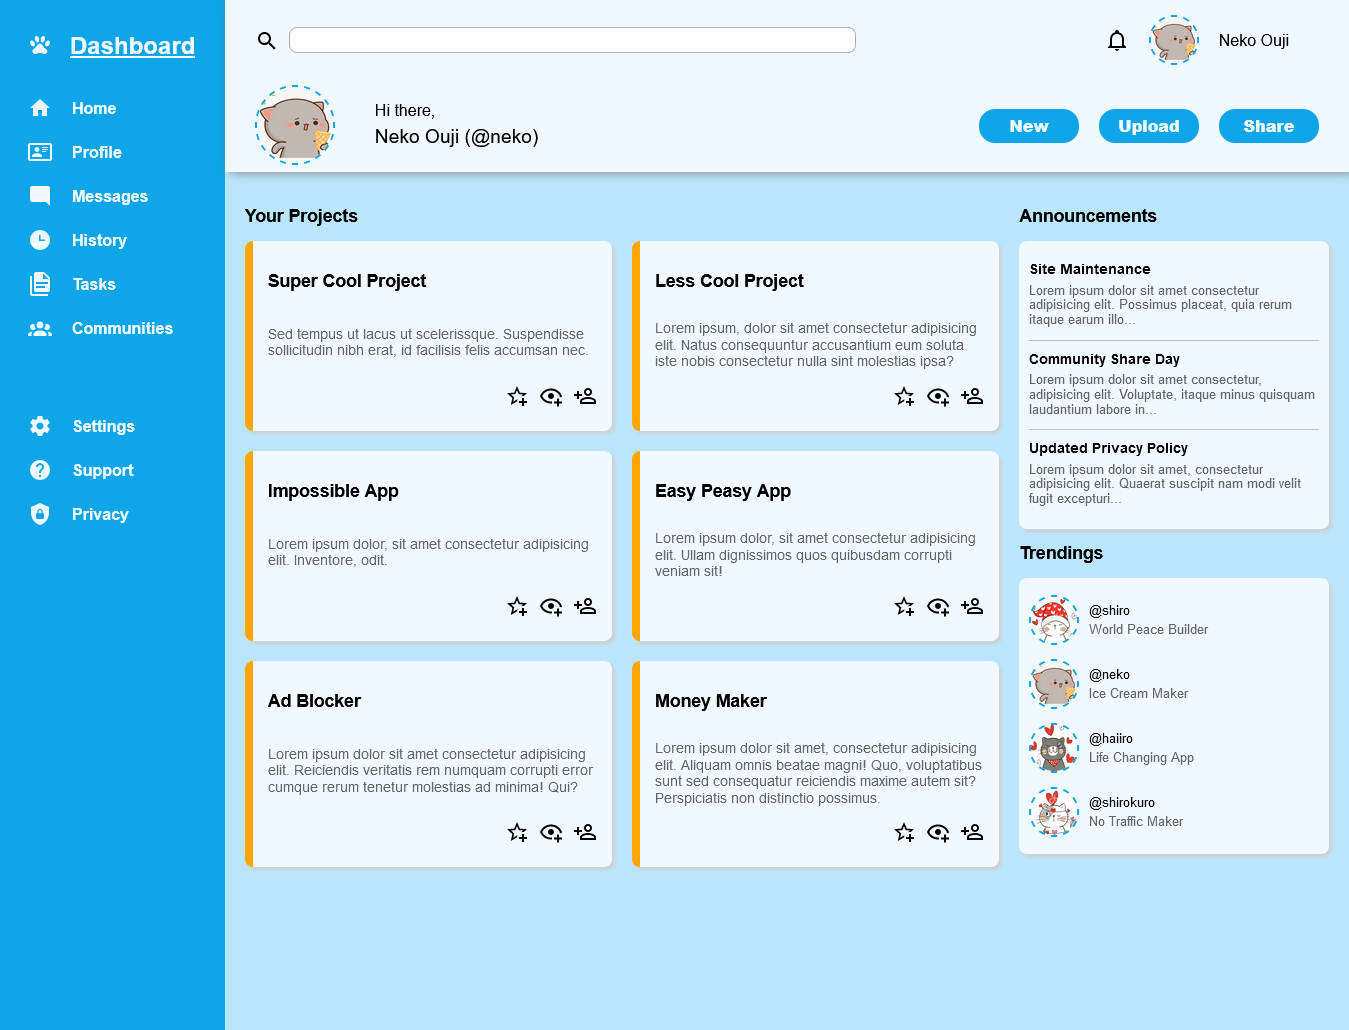 Dashboard
Home
Profile
Messages
History
Tasks
Communities
Settings
Support
Privacy
Neko Ouji
Hi there,
Neko Ouji (@neko)
New
Upload
Share
Your Projects
Super Cool Project
Sed tempus ut lacus ut scelerissque. Suspendisse
sollicitudin nibh erat, id facilisis felis accumsan nec.
Less Cool Project
Lorem ipsum, dolor sit amet consectetur adipisicing
elit. Natus consequuntur accusantium eum soluta
iste nobis consectetur nulla sint molestias ipsa?
Impossible App
Lorem ipsum dolor, sit amet consectetur adipisicing
elit. Inventore, odit.
Easy Peasy App
Lorem ipsum dolor, sit amet consectetur adipisicing
elit. Ullam dignissimos quos quibusdam corrupti
veniam sit!
Ad Blocker
Lorem ipsum dolor sit amet consectetur adipisicing
elit. Reiciendis veritatis rem numquam corrupti error
cumque rerum tenetur molestias ad minima! Qui?
Money Maker
Lorem ipsum dolor sit amet, consectetur adipisicing
elit. Aliquam omnis beatae magni! Quo, voluptatibus
sunt sed consequatur reiciendis maxime autem sit?
Perspiciatis non distinctio possimus.
Announcements
Site Maintenance
Lorem ipsum dolor sit amet consectetur
adipisicing elit. Possimus placeat, quia rerum
itaque earum illo...
Community Share Day
Lorem ipsum dolor sit amet consectetur,
adipisicing elit. Voluptate, itaque minus quisquam
laudantium labore in...
Updated Privacy Policy
Lorem ipsum dolor sit amet, consectetur
adipisicing elit. Quaerat suscipit nam modi velit
fugit excepturi...
Trendings
@shiro
World Peace Builder
@neko
Ice Cream Maker
@haiiro
Life Changing App
@shirokuro
No Traffic Maker